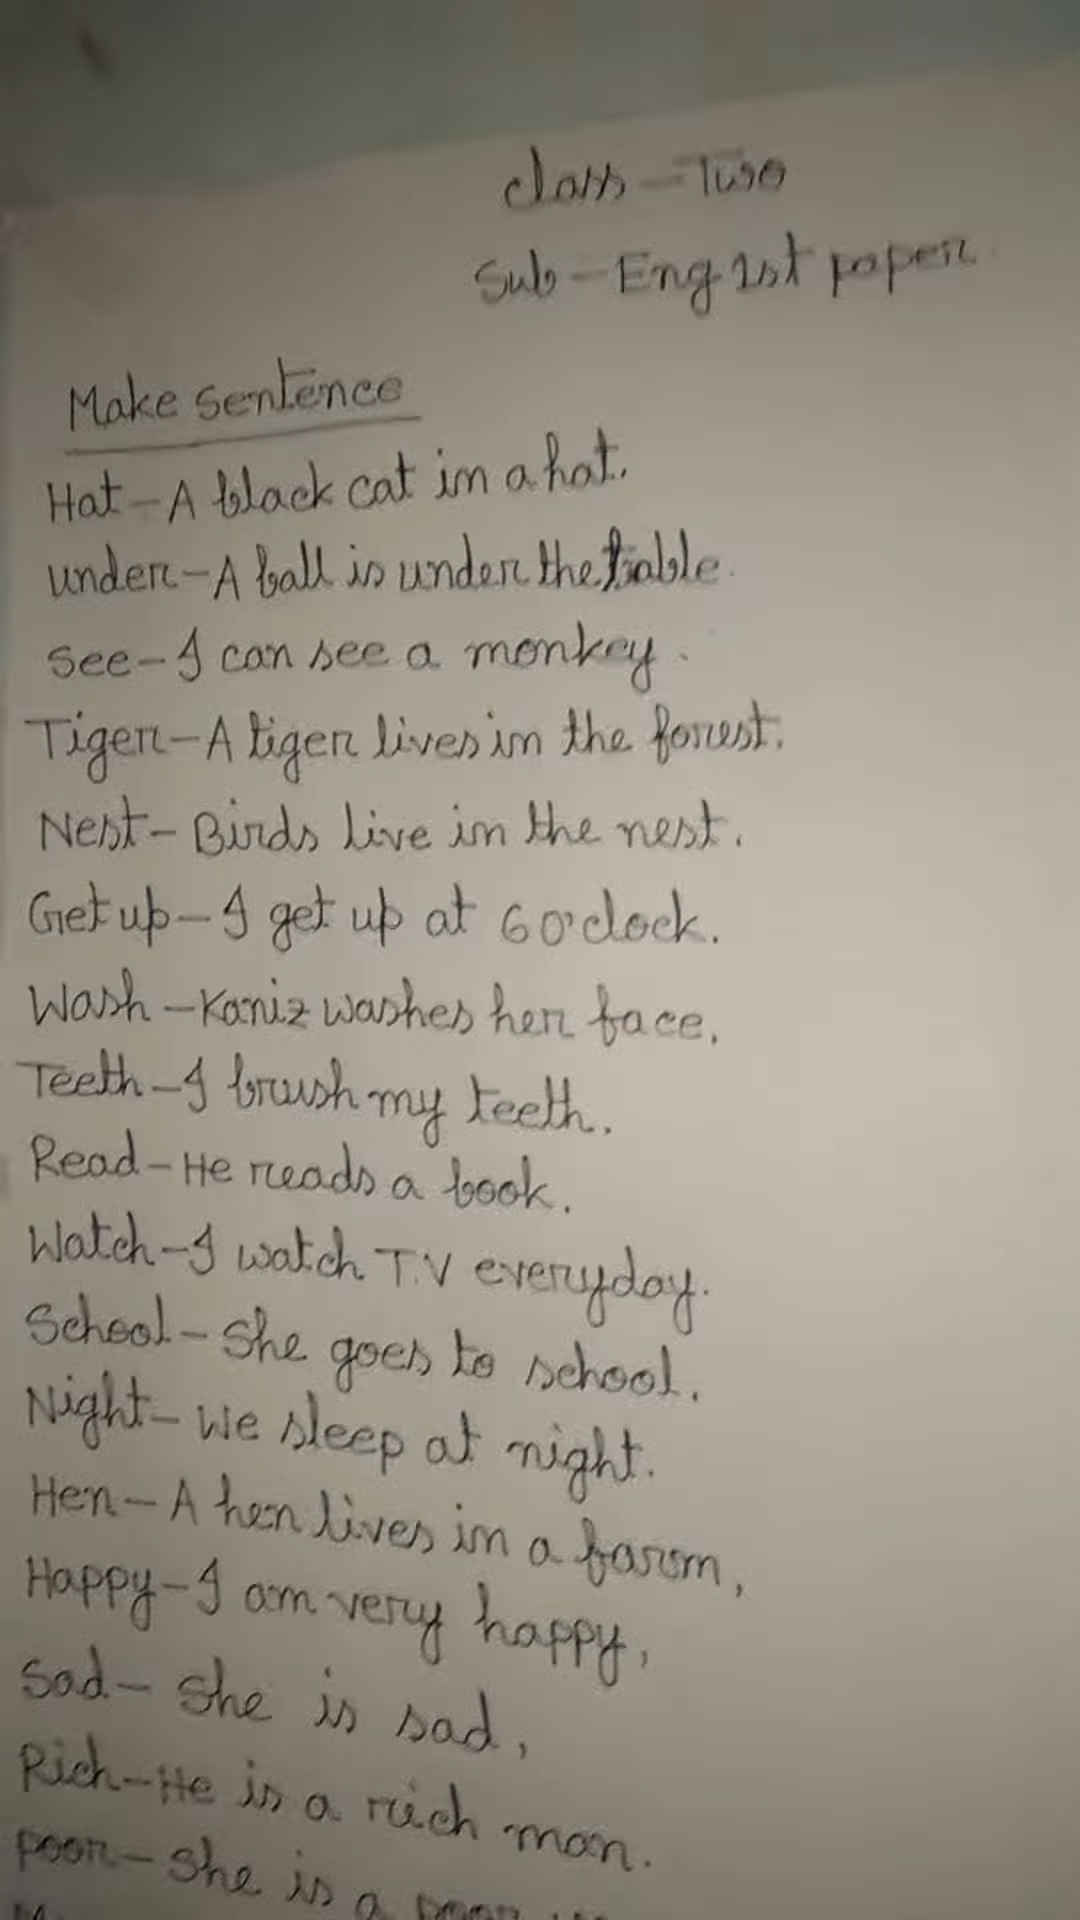 class - Two
Sub - Eng 1st paper
Make sentence
Hat - A black cat in a hat.
under - A ball is under the table.
See - I can see a monkey.
Tiger - A tiger lives in the forest.
Nest - Birds live in the nest.
Get up - I get up at 6 o'clock.
Wash - Kaniz washes her face.
Teeth - I brush my teeth.
Read - He reads a book.
Watch - I watch T.V everyday.
School - She goes to school.
Night - We sleep at night.
Hen - A hen lives in a farm,
Happy - I am very happy,
Sad - She is sad,
Rich - He is a rich man.
poor - She is a poor